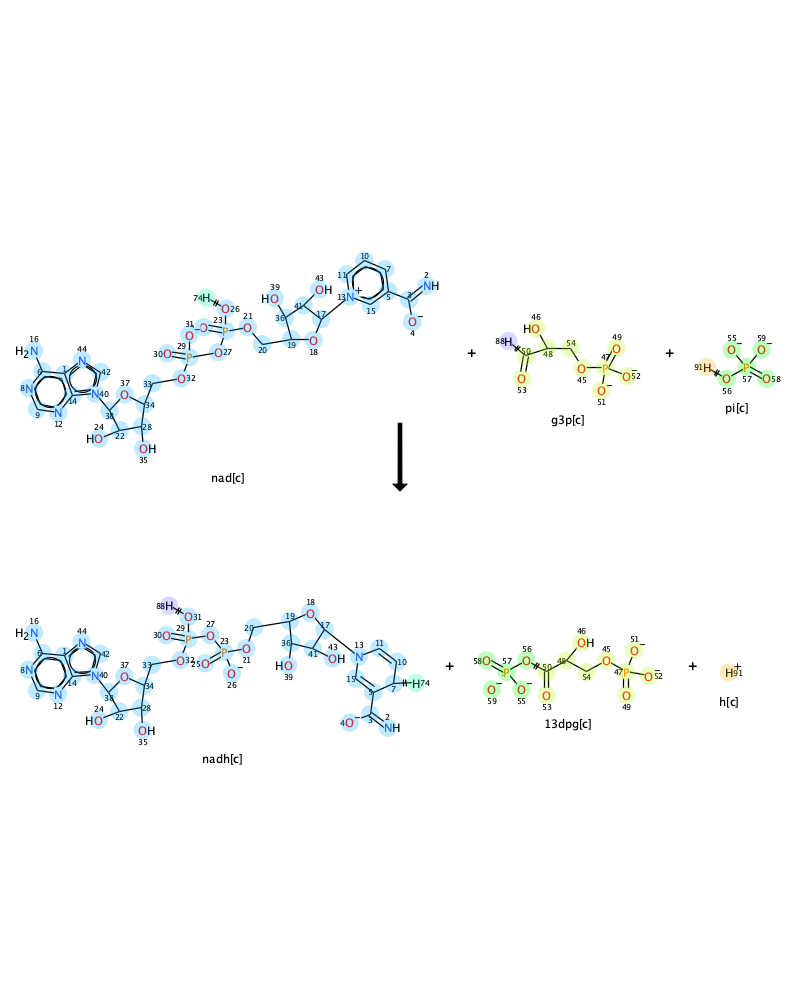 10
11
7
2
NH
3
5
N
+
13
15
O⁻
4
43
OH
39
HO
41
17
36
74 H
O 26
31
O⁻
25 O
23
P
O
21
20
19
O
18
29
30 O
P
O
27
O
32
16
H₂N
44
N
6
1
42
8 N
N 40
14
9
N
12
37
O
33
34
38
24
HO
22
28
OH
35
nad[c]
+
46
HO
88 H
50
48
54
O
53
O
45
49
O
47
P
O⁻
52
O⁻
51
g3p[c]
+
55
O⁻
59
O⁻
91 H
P
57
O
56
O 58
pi[c]
88 H
O 31
29
30 O
P
O
27
O
32
23
P
O
21
25 O
O⁻
26
20
19
18
O
17
36
41
43
OH
HO
39
13
N
11
10
15
5
7
H 74
4 O⁻
3
2
NH
16
H₂N
44
N
6
1
42
8 N
N 40
14
9
N
12
37
O
33
34
38
24
HO
22
28
OH
35
nadh[c]
+
58 O
57
P
O⁻
59
O⁻
55
56
O
50
O
53
48
46
OH
54
45
O
47
P
51
O⁻
O⁻
52
O
49
13dpg[c]
+
H⁺ 91
h[c]